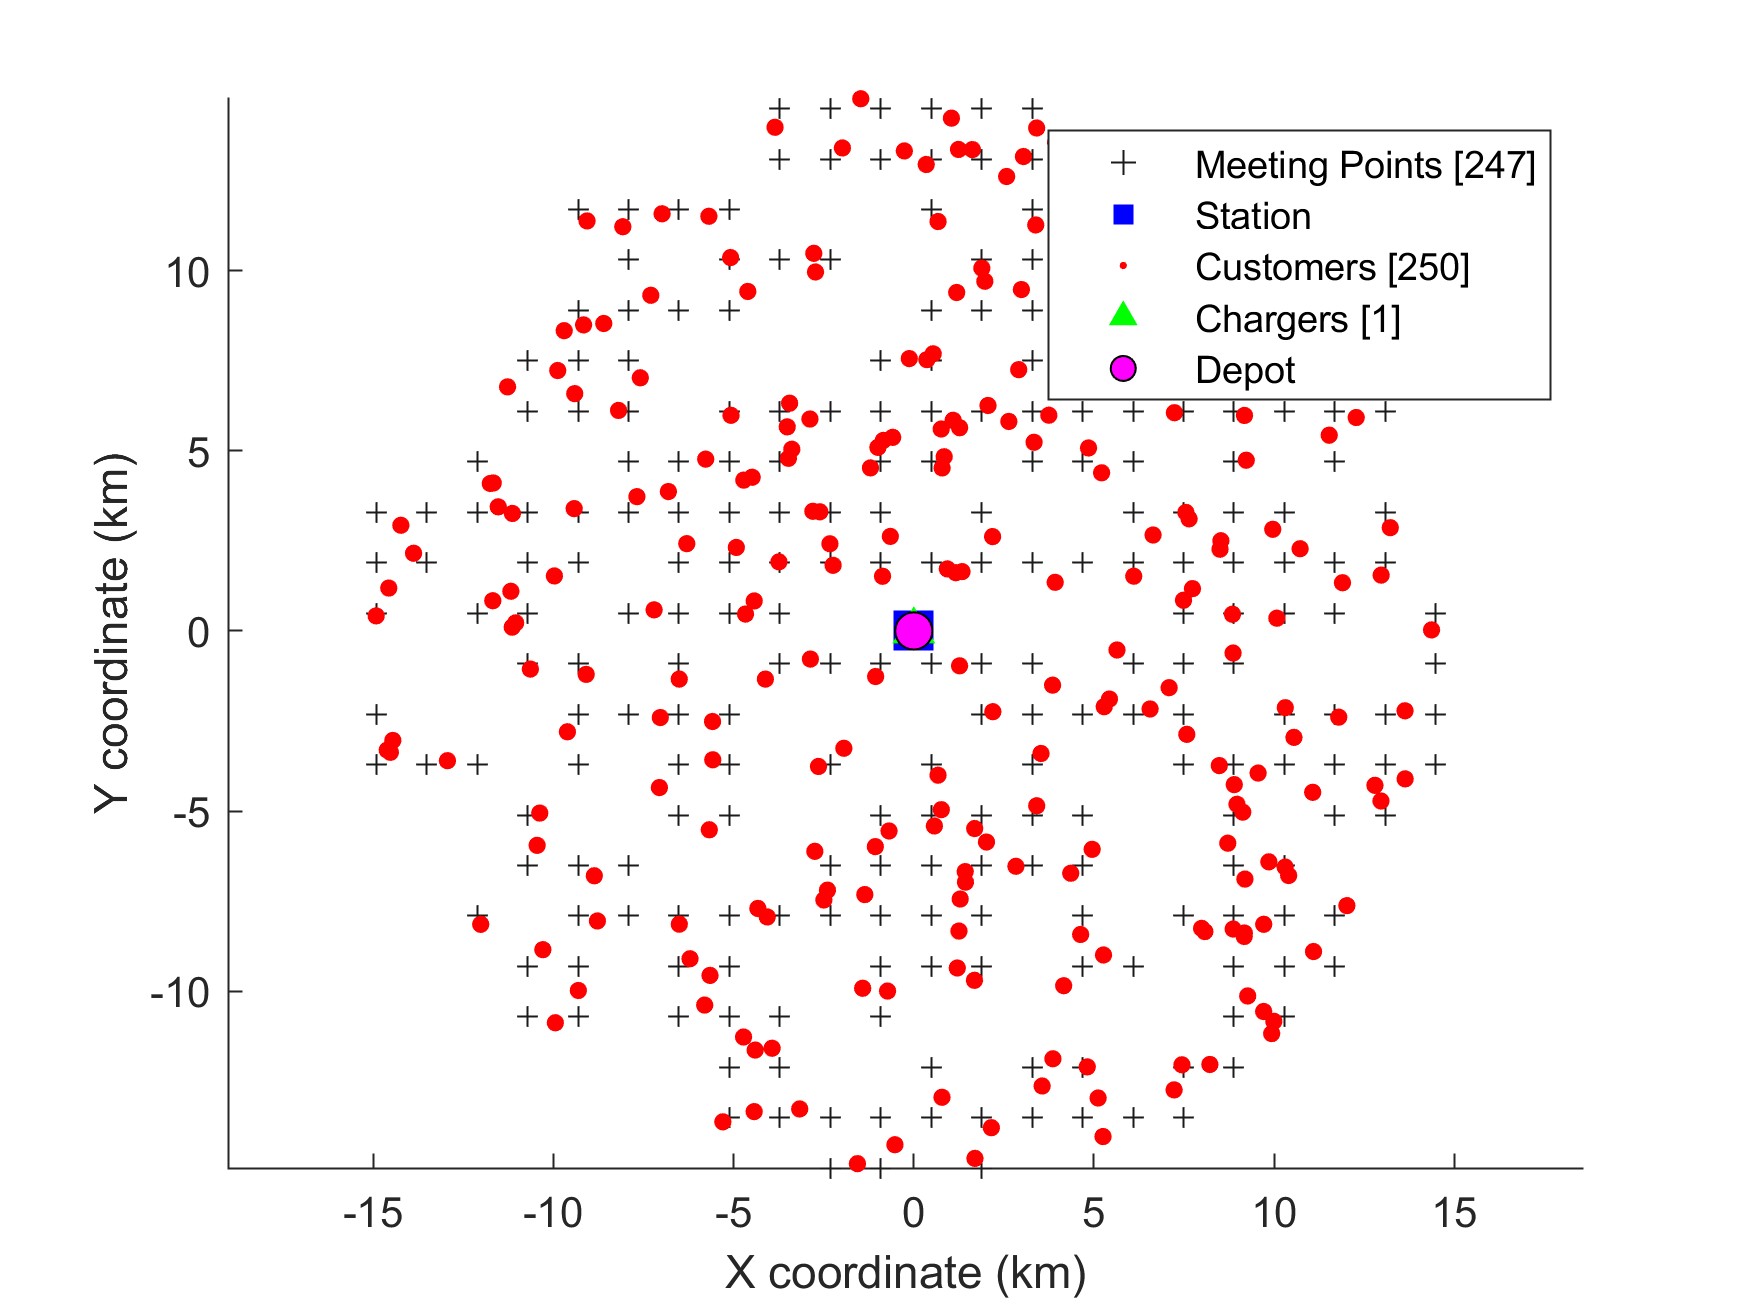 Meeting Points [247]
Station
Customers [250]
Chargers [1]
Depot
10
5
0
-5
-10
Y coordinate (km)
-15
-10
-5
0
5
10
15
X coordinate (km)